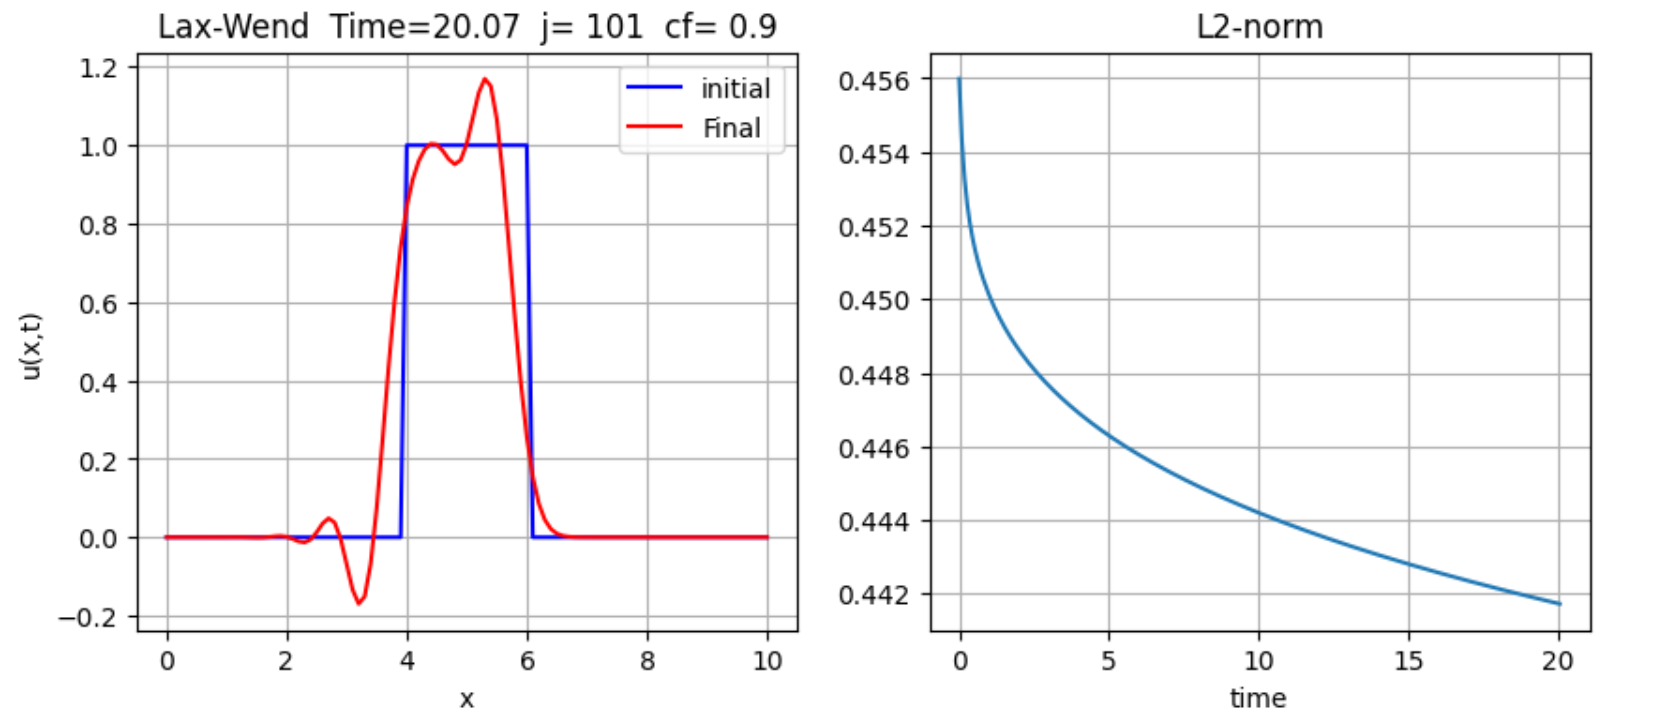 Lax-Wend  Time=20.07  j= 101  cf= 0.9
initial
Final
1.2
1.0
0.8
0.6
0.4
0.2
0.0
−0.2
u(x,t)
0 2 4 6 8 10
x
L2-norm
0.456
0.454
0.452
0.450
0.448
0.446
0.444
0.442
0 5 10 15 20
time